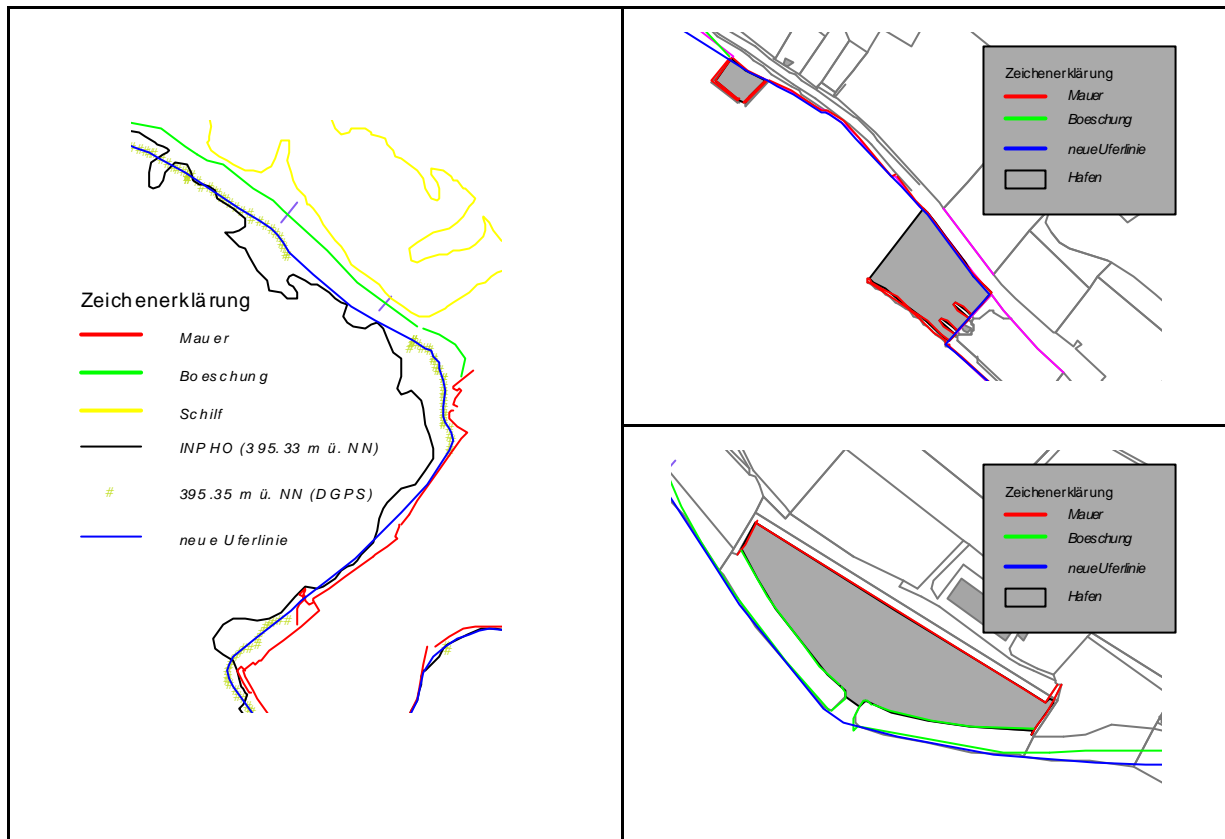 Zeichenerklärung
Mauer
Boeschung
Schilf
INPHO (395.33 m ü. NN)
# 395.35 m ü. NN (DGPS)
neue Uferlinie
Zeichenerklärung
Mauer
Boeschung
neueUferlinie
Hafen
Zeichenerklärung
Mauer
Boeschung
neueUferlinie
Hafen